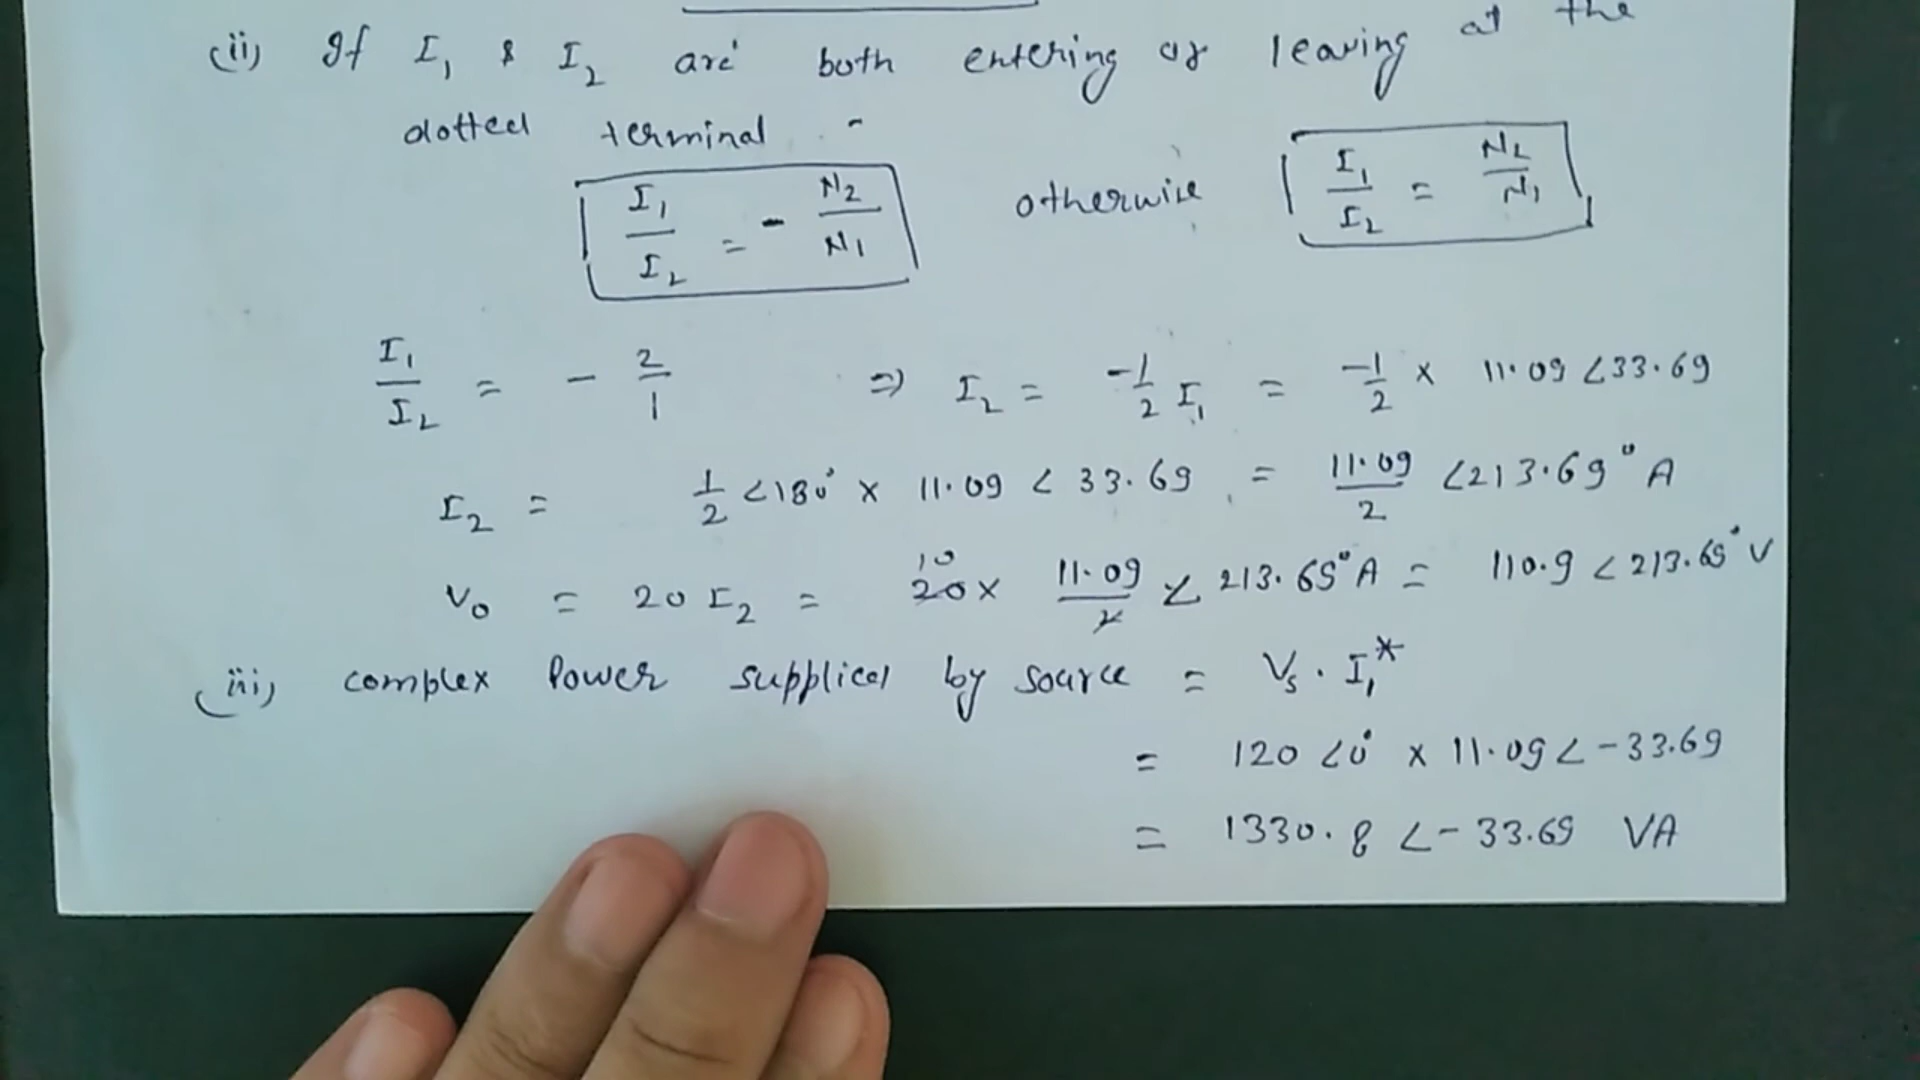 (ii) If I₁ & I₂ are both entering or leaving at the
dotted terminal -
I₁/I₂ = - N₂/N₁ otherwise I₁/I₂ = N₂/N₁
I₁/I₂ = - 2/1 ⇒ I₂ = -1/2 I₁ = -1/2 × 11.09 ∠33.69
I₂ = 1/2 ∠180° × 11.09 ∠ 33.69 = 11.09/2 ∠213.69° A
V₀ = 20 I₂ = 20 × 11.09/2 ∠ 213.69° A = 110.9 ∠ 213.69° V
10
(iii) complex Power supplied by source = Vₛ . I₁*
= 120 ∠0° × 11.09 ∠ -33.69
= 1330.8 ∠ -33.69 VA